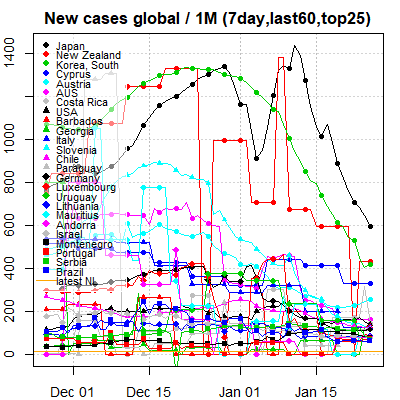 New cases global / 1M (7day,last60,top25)
1400
1200
1000
800
600
400
200
0
Japan
New Zealand
Korea, South
Cyprus
Austria
AUS
Costa Rica
USA
Barbados
Georgia
Italy
Slovenia
Chile
Paraguay
Germany
Luxembourg
Uruguay
Lithuania
Mauritius
Andorra
Israel
Montenegro
Portugal
Serbia
Brazil
latest NL
Dec 01
Dec 15
Jan 01
Jan 15